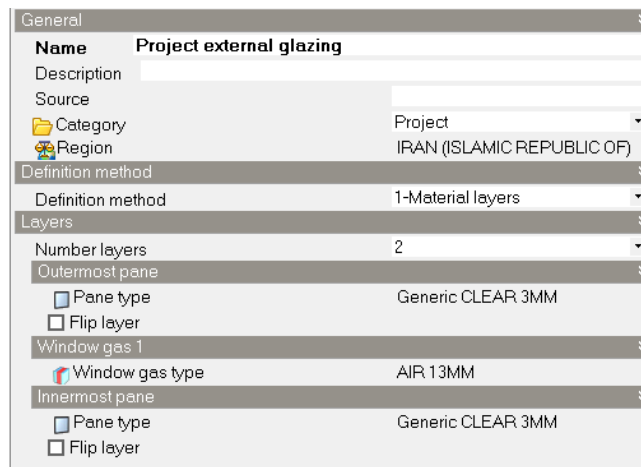 General
Name Project external glazing
Description
Source
Category Project
Region IRAN (ISLAMIC REPUBLIC OF)
Definition method
Definition method 1-Material layers
Layers
Number layers 2
Outermost pane
Pane type Generic CLEAR 3MM
Flip layer
Window gas 1
Window gas type AIR 13MM
Innermost pane
Pane type Generic CLEAR 3MM
Flip layer